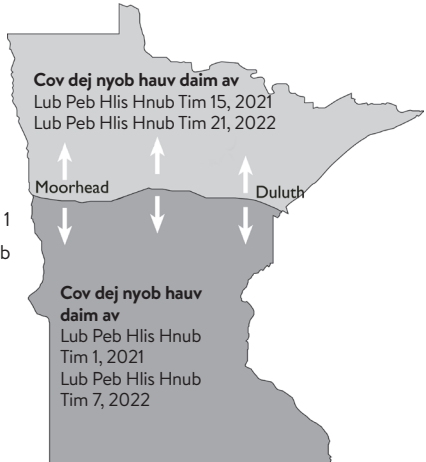 Cov dej nyob hauv daim av
Lub Peb Hlis Hnub Tim 15, 2021
Lub Peb Hlis Hnub Tim 21, 2022
Moorhead
Duluth
1
b
Cov dej nyob hauv
daim av
Lub Peb Hlis Hnub
Tim 1, 2021
Lub Peb Hlis Hnub
Tim 7, 2022